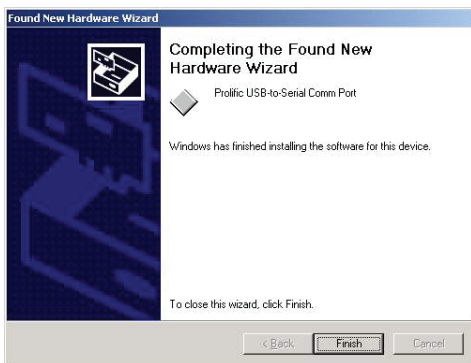 Found New Hardware Wizard
Completing the Found New
Hardware Wizard
Prolific USB-to-Serial Comm Port
Windows has finished installing the software for this device.
To close this wizard, click Finish.
< Back
Finish
Cancel